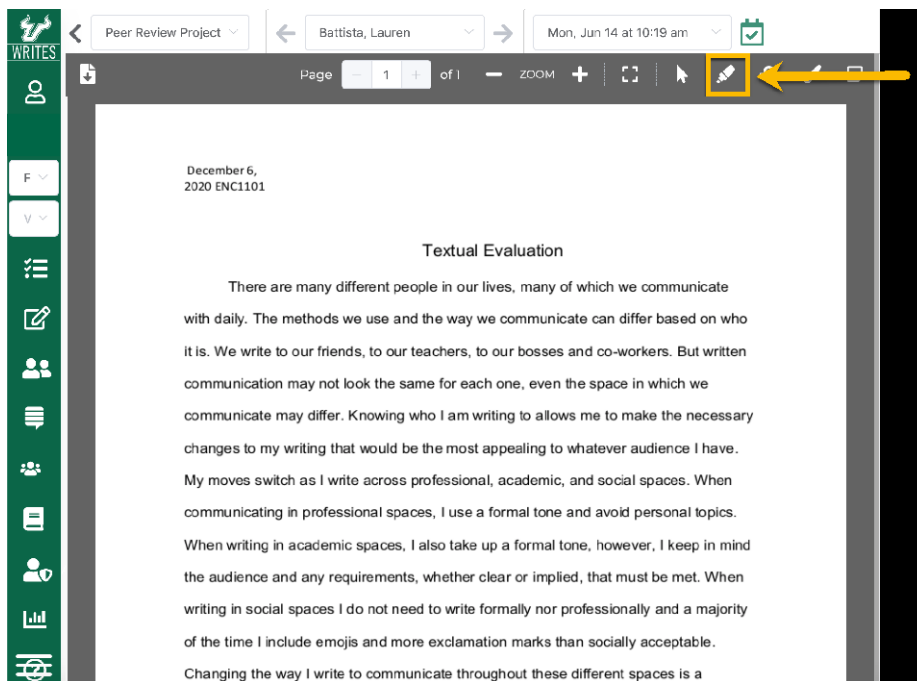 WRITES
Peer Review Project
Battista, Lauren
Mon, Jun 14 at 10:19 am
Page 1 of 1 ZOOM
F
V
December 6,
2020 ENC1101
Textual Evaluation
There are many different people in our lives, many of which we communicate
with daily. The methods we use and the way we communicate can differ based on who
it is. We write to our friends, to our teachers, to our bosses and co-workers. But written
communication may not look the same for each one, even the space in which we
communicate may differ. Knowing who I am writing to allows me to make the necessary
changes to my writing that would be the most appealing to whatever audience I have.
My moves switch as I write across professional, academic, and social spaces. When
communicating in professional spaces, I use a formal tone and avoid personal topics.
When writing in academic spaces, I also take up a formal tone, however, I keep in mind
the audience and any requirements, whether clear or implied, that must be met. When
writing in social spaces I do not need to write formally nor professionally and a majority
of the time I include emojis and more exclamation marks than socially acceptable.
Changing the way I write to communicate throughout these different spaces is a